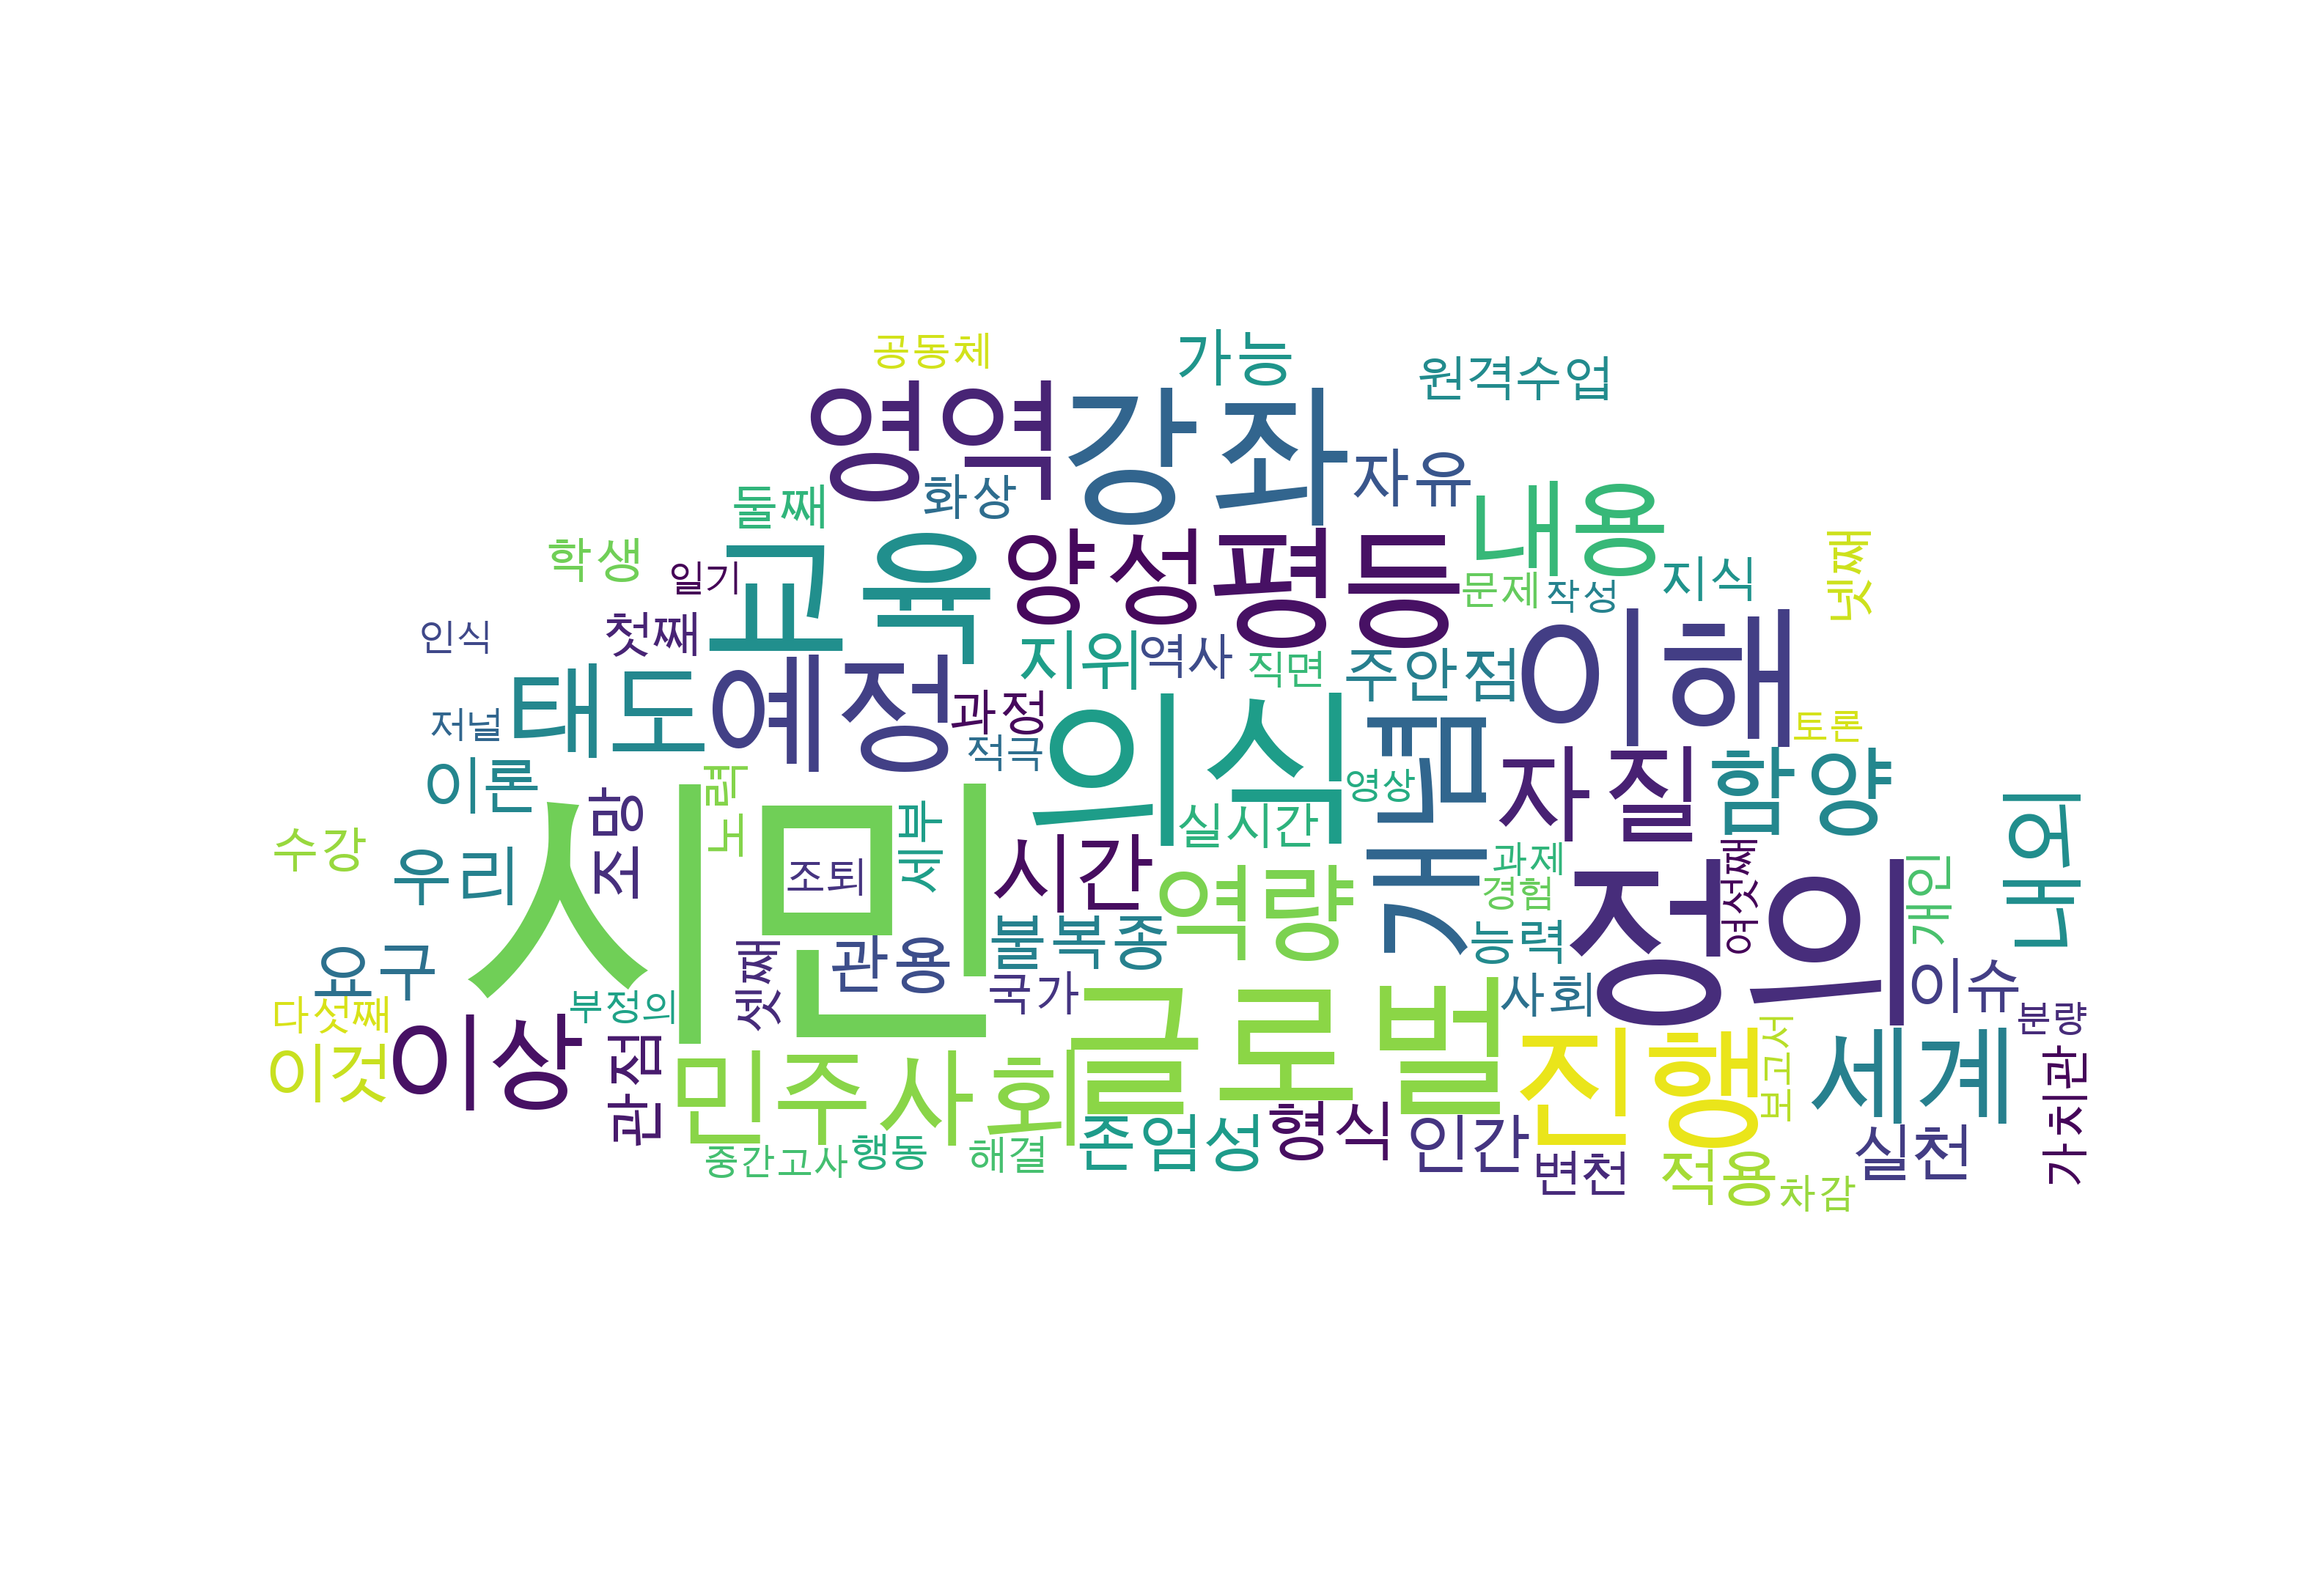 공동체
가능
원격수업
영역
강좌
자유
화상
둘째
내용
학생
일기
교육
양성
평등
문제
작성
지식
넷째
인식
첫째
지위
역사
직면
주안점
이해
저널
태도
예정
과정
적극
의식
토론
이론
조용
노력
시민
세부
조퇴
실시간
영상
개념
자질
함양
내외
수강
우리
시간
역량
과제
경험
정의
여섯째
개인
요구
셋째
관용
불복종
국가
능력
사회
이수
분량
다섯째
부정의
이것
이상
관점
민주사회
글로벌
진행
보고서
세계
가치관
중간고사
행동
해결
존엄성
형식
인간
변천
적용
차감
실천